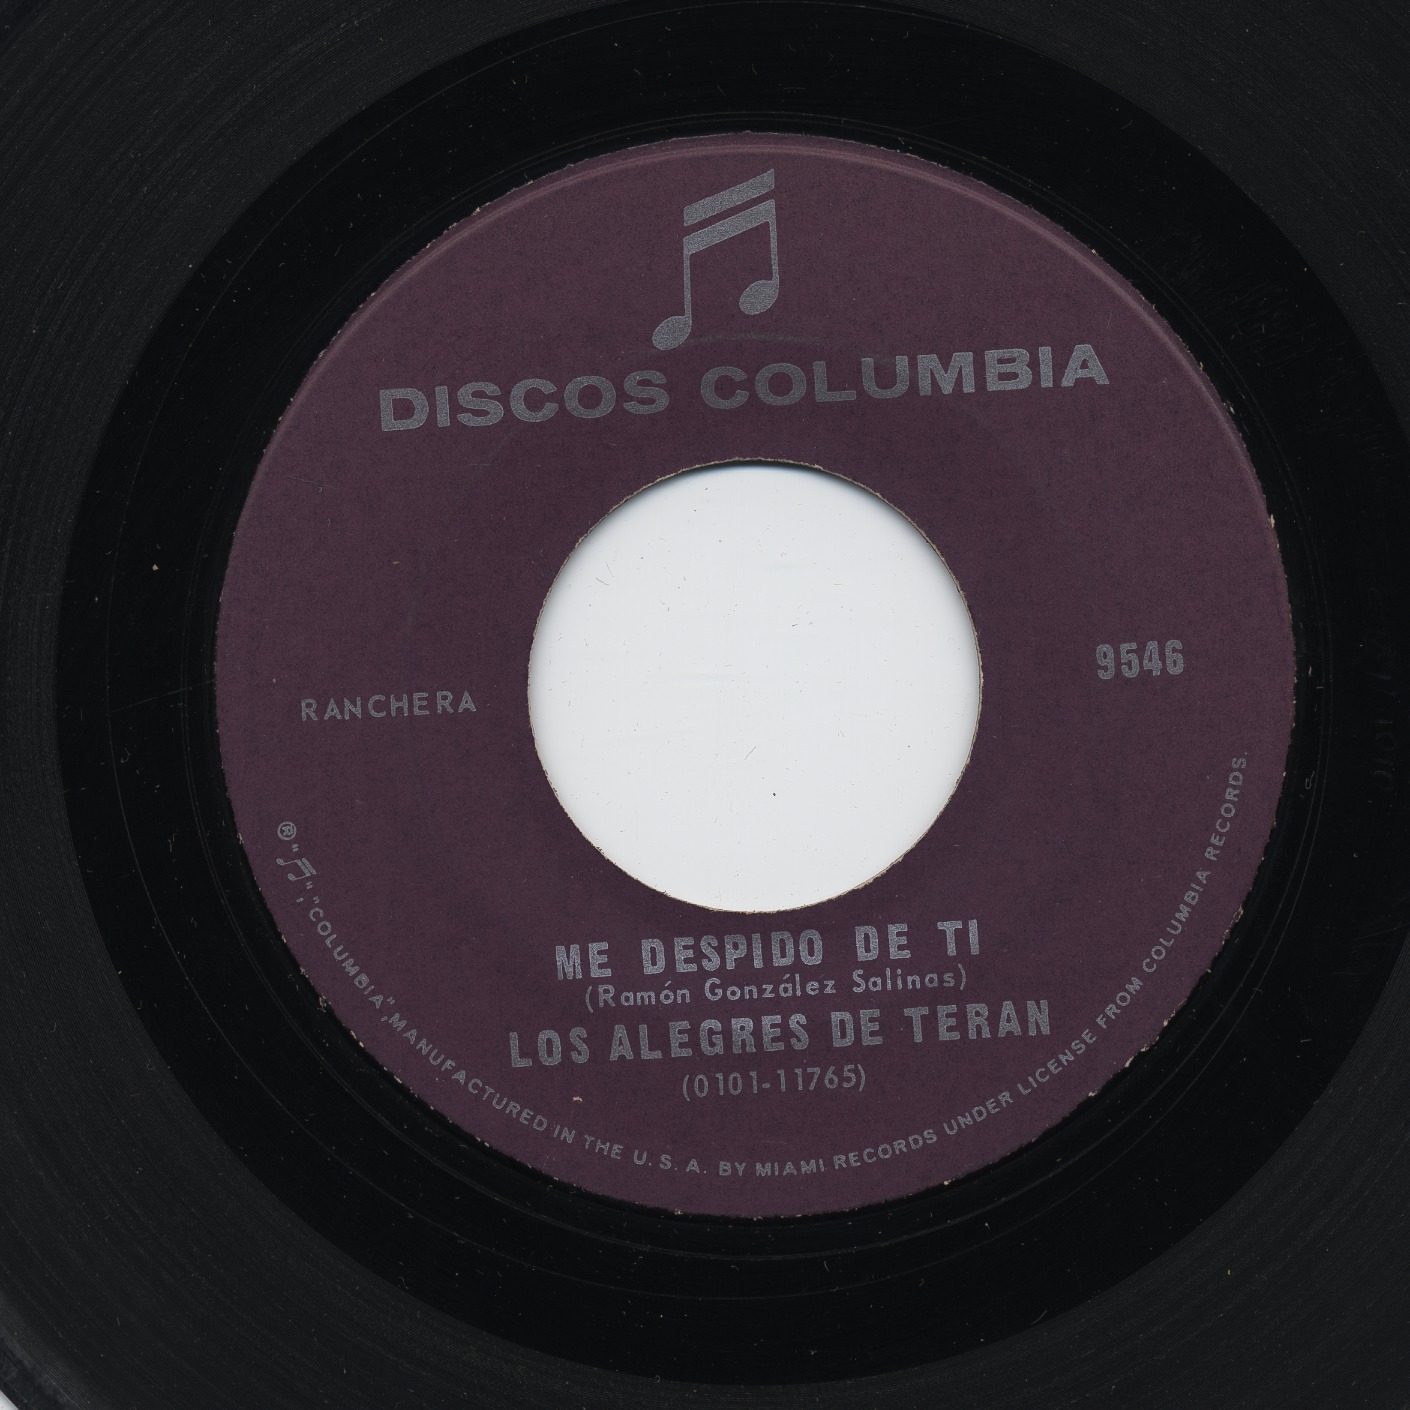 DISCOS COLUMBIA
RANCHERA
9546
ME DESPIDO DE TI
(Ramón González Salinas)
LOS ALEGRES DE TERAN
(0101-11765)
® "♫", "COLUMBIA", MANUFACTURED IN THE U. S. A. BY MIAMI RECORDS UNDER LICENSE FROM COLUMBIA RECORDS